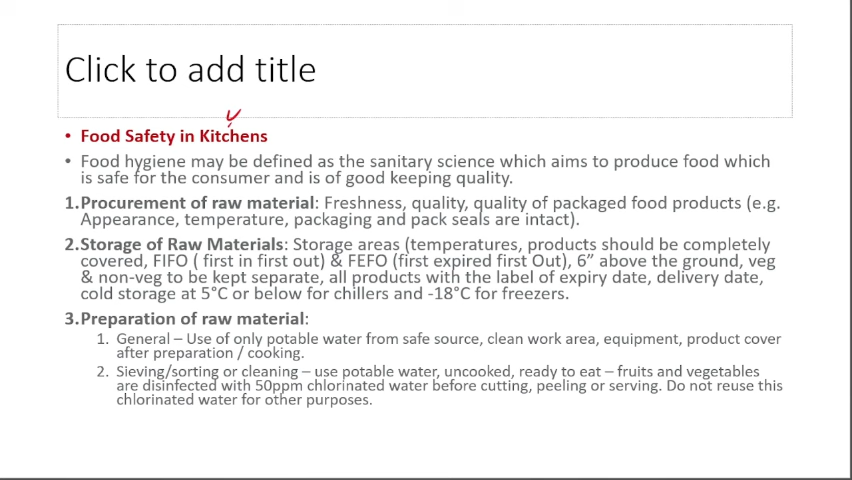 Click to add title
• Food Safety in Kitchens
• Food hygiene may be defined as the sanitary science which aims to produce food which
is safe for the consumer and is of good keeping quality.
1.Procurement of raw material: Freshness, quality, quality of packaged food products (e.g.
Appearance, temperature, packaging and pack seals are intact).
2.Storage of Raw Materials: Storage areas (temperatures, products should be completely
covered, FIFO ( first in first out) & FEFO (first expired first Out), 6” above the ground, veg
& non-veg to be kept separate, all products with the label of expiry date, delivery date,
cold storage at 5°C or below for chillers and -18°C for freezers.
3.Preparation of raw material:
1. General – Use of only potable water from safe source, clean work area, equipment, product cover
after preparation / cooking.
2. Sieving/sorting or cleaning – use potable water, uncooked, ready to eat – fruits and vegetables
are disinfected with 50ppm chlorinated water before cutting, peeling or serving. Do not reuse this
chlorinated water for other purposes.